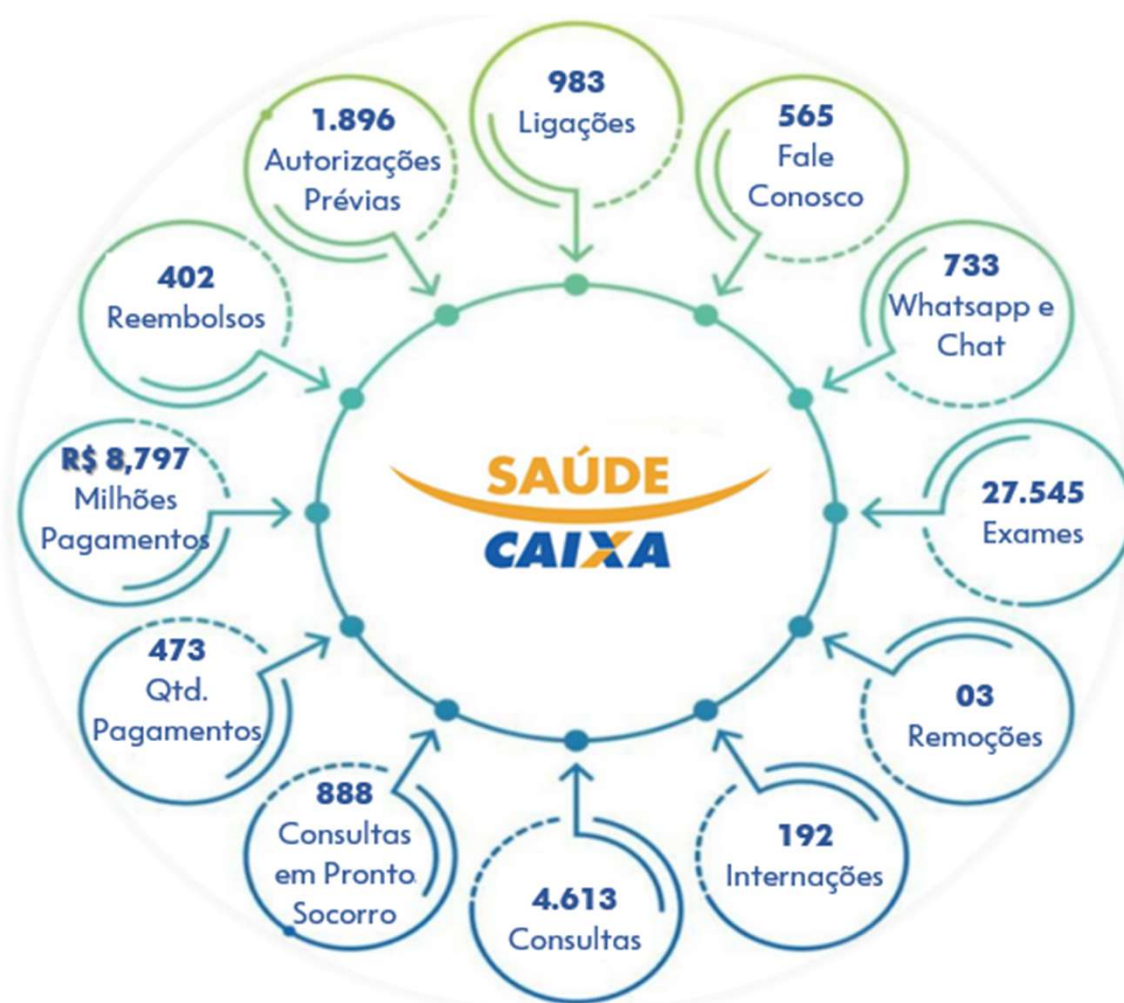 983
Ligações
565
Fale
Conosco
733
Whatsapp e
Chat
27.545
Exames
03
Remoções
192
Internações
4.613
Consultas
888
Consultas
em Pronto
Socorro
473
Qtd.
Pagamentos
R$ 8,797
Milhões
Pagamentos
402
Reembolsos
1.896
Autorizações
Prévias
SAÚDE
CAIXA